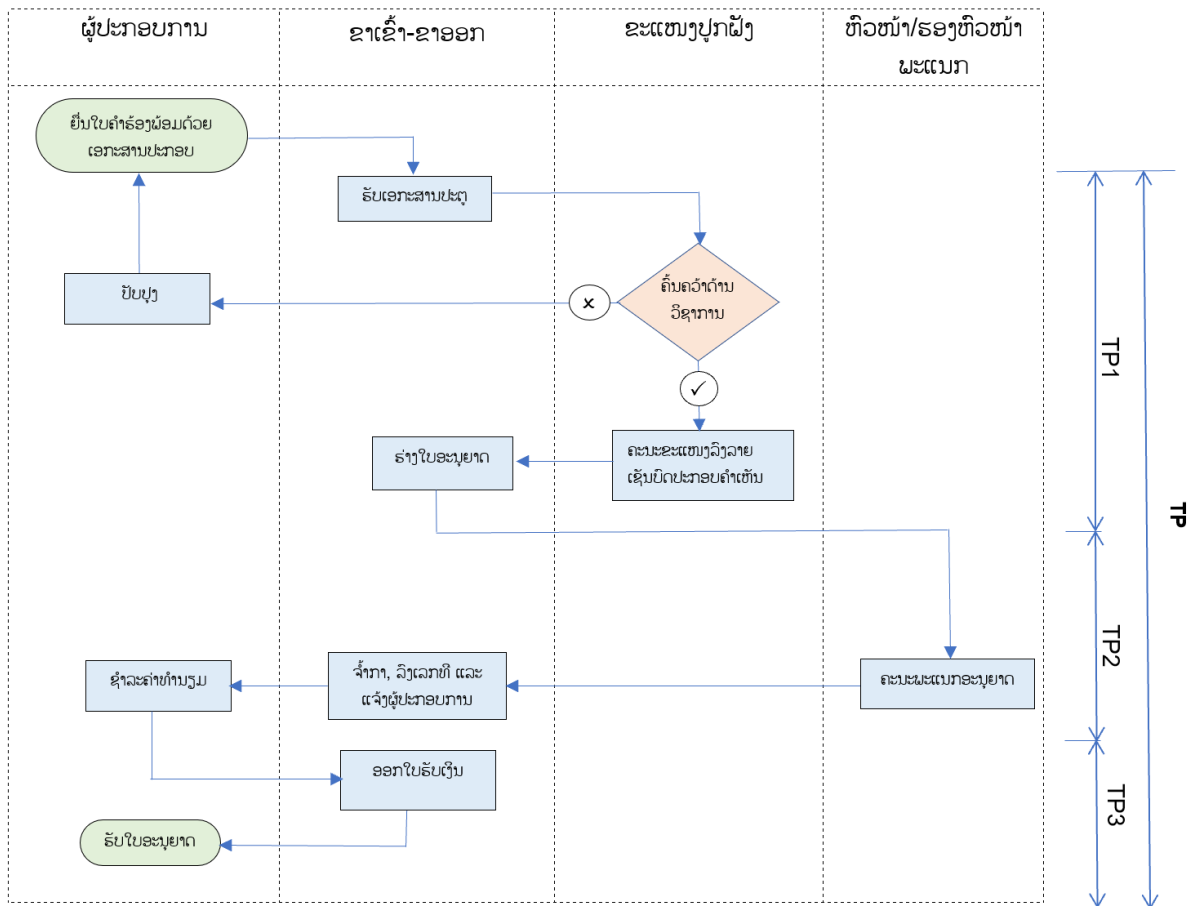 ຜູ້ປະກອບການ
ຂາເຂົ້າ-ຂາອອກ
ຂະແໜງປູກຝັງ
ຫົວໜ້າ/ຮອງຫົວໜ້າ
ພະແນກ
ຍື່ນໃບຄໍາຮ້ອງພ້ອມດ້ວຍ
ເອກະສານປະກອບ
ຮັບເອກະສານປະຕູ
ປັບປຸງ
x
ຄົ້ນຄວ້າດ້ານ
ວິຊາການ
✓
ຮ່າງໃບອະນຸຍາດ
ຄະນະຂະແໜງລົງລາຍ
ເຊັນບົດປະກອບຄໍາເຫັນ
ຊໍາລະຄ່າທໍານຽມ
ຈໍ້າກາ, ລົງເລກທີ ແລະ
ແຈ້ງຜູ້ປະກອບການ
ຄະນະພະແນກອະນຸຍາດ
ອອກໃບຮັບເງິນ
ຮັບໃບອະນຸຍາດ
TP1
TP2
TP3
TP